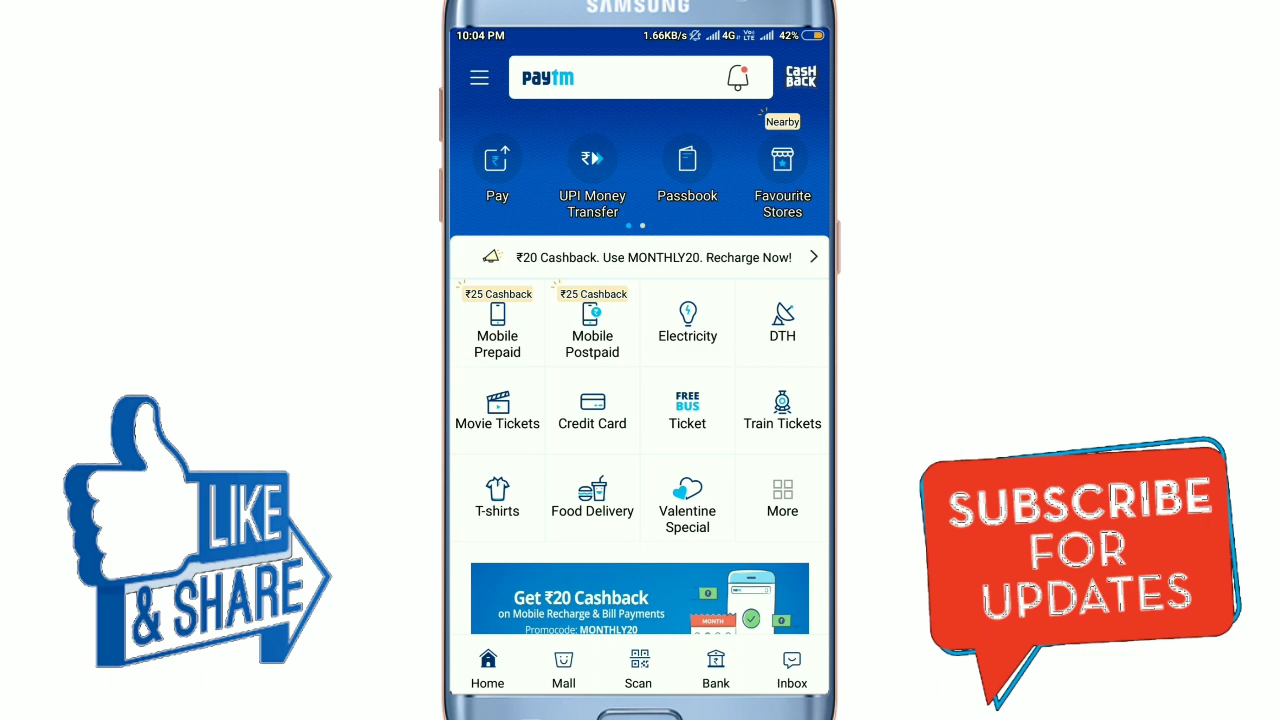 SAMSUNG
10:04 PM 1.66KB/s 4G Vo LTE 42%
paytm
CASH
BACK
Nearby
Pay
UPI Money
Transfer
Passbook
Favourite
Stores
₹20 Cashback. Use MONTHLY20. Recharge Now!
₹25 Cashback
Mobile
Prepaid
₹25 Cashback
Mobile
Postpaid
Electricity
DTH
Movie Tickets
Credit Card
FREE
BUS
Ticket
Train Tickets
T-shirts
Food Delivery
Valentine
Special
More
Get ₹20 Cashback
on Mobile Recharge & Bill Payments
Promocode: MONTHLY20
MONTH
Home
Mall
Scan
Bank
Inbox
LIKE
& SHARE
SUBSCRIBE
FOR
UPDATES